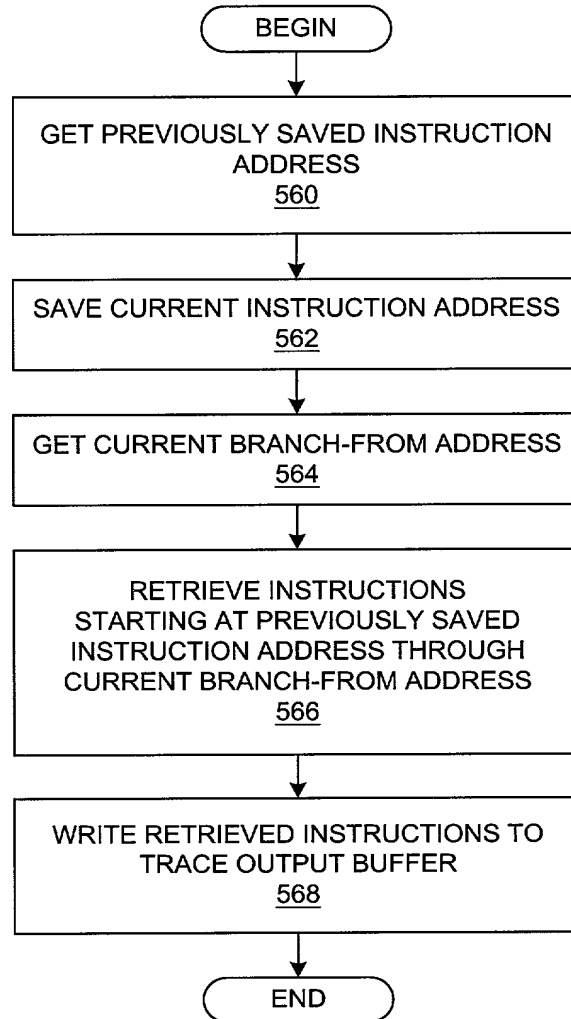 BEGIN
GET PREVIOUSLY SAVED INSTRUCTION
ADDRESS
560
SAVE CURRENT INSTRUCTION ADDRESS
562
GET CURRENT BRANCH-FROM ADDRESS
564
RETRIEVE INSTRUCTIONS
STARTING AT PREVIOUSLY SAVED
INSTRUCTION ADDRESS THROUGH
CURRENT BRANCH-FROM ADDRESS
566
WRITE RETRIEVED INSTRUCTIONS TO
TRACE OUTPUT BUFFER
568
END